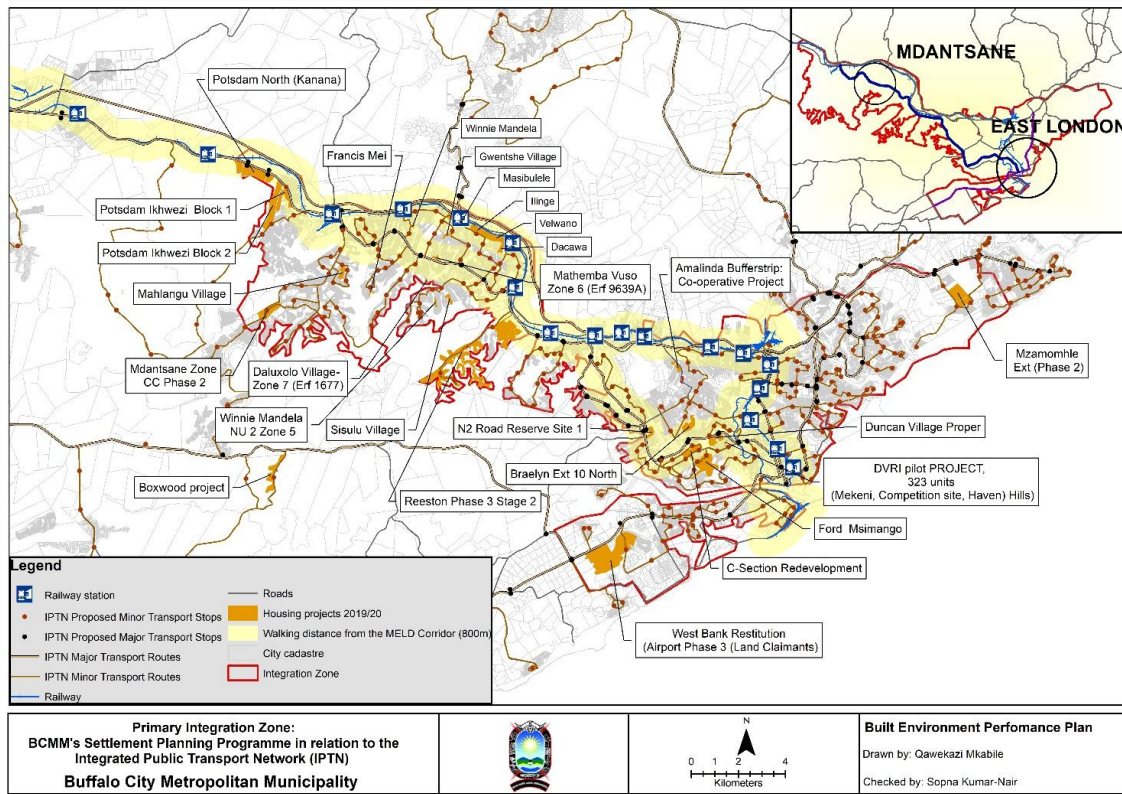 MDANTSANE
EAST LONDON
Potsdam North (Kanana)
Winnie Mandela
Francis Mei
Gwentshe Village
Masibulele
Ilinge
Velwano
Dacawa
Potsdam Ikhwezi Block 1
Potsdam Ikhwezi Block 2
Mahlangu Village
Mathemba Vuso
Zone 6 (Erf 9639A)
Amalinda Bufferstrip:
Co-operative Project
Mdantsane Zone
CC Phase 2
Daluxolo Village-
Zone 7 (Erf 1677)
Winnie Mandela
NU 2 Zone 5
Sisulu Village
N2 Road Reserve Site 1
Mzamomhle
Ext (Phase 2)
Duncan Village Proper
Braelyn Ext 10 North
Boxwood project
Reeston Phase 3 Stage 2
DVRI pilot PROJECT,
323 units
(Mekeni, Competition site, Haven) Hills)
Ford Msimango
C-Section Redevelopment
West Bank Restitution
(Airport Phase 3 (Land Claimants)
Legend
Railway station
IPTN Proposed Minor Transport Stops
IPTN Proposed Major Transport Stops
IPTN Major Transport Routes
IPTN Minor Transport Routes
Railway
Roads
Housing projects 2019/20
Walking distance from the MELD Corridor (800m)
City cadastre
Integration Zone
Primary Integration Zone:
BCMM's Settlement Planning Programme in relation to the
Integrated Public Transport Network (IPTN)
Buffalo City Metropolitan Municipality
N
0 1 2 4
Kilometers
Built Environment Perfomance Plan
Drawn by: Qawekazi Mkabile
Checked by: Sopna Kumar-Nair